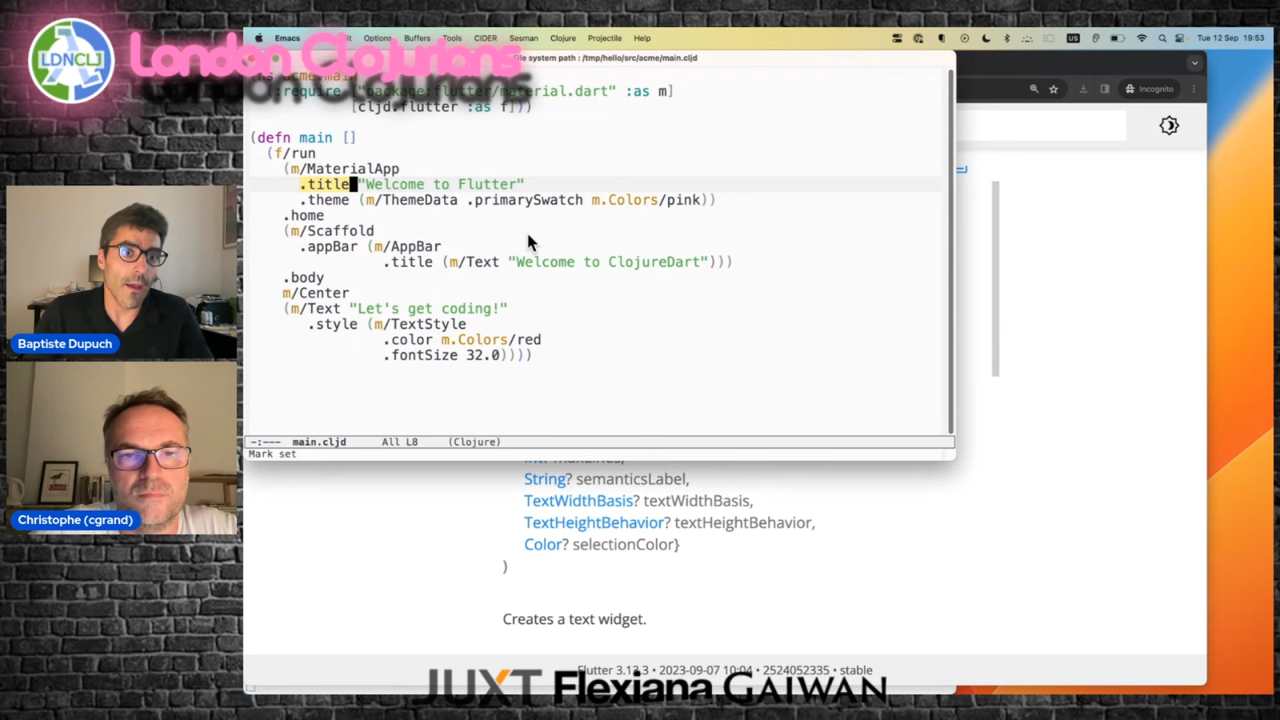 LDNCLJ
London Clojurians
Emacs
Options Buffers Tools CIDER Sesman Clojure Projectile Help
Tue 12 Sep 19:53
File system path : /tmp/hello/src/acme/main.cljd
(:require ["package:flutter/material.dart" :as m]
[cljd.flutter :as f]))
(defn main []
(f/run
(m/MaterialApp
.title "Welcome to Flutter"
.theme (m/ThemeData .primarySwatch m.Colors/pink))
.home
(m/Scaffold
.appBar (m/AppBar
.title (m/Text "Welcome to ClojureDart")))
.body
m/Center
(m/Text "Let's get coding!"
.style (m/TextStyle
.color m.Colors/red
.fontSize 32.0))))
-:--- main.cljd All L8 (Clojure)
Mark set
Incognito
String? semanticsLabel,
TextWidthBasis? textWidthBasis,
TextHeightBehavior? textHeightBehavior,
Color? selectionColor}
)
Creates a text widget.
Flutter 3.13.3 • 2023-09-07 10:04 • 2524052335 • stable
Baptiste Dupuch
Christophe (cgrand)
JUXT Flexiana GAIWAN